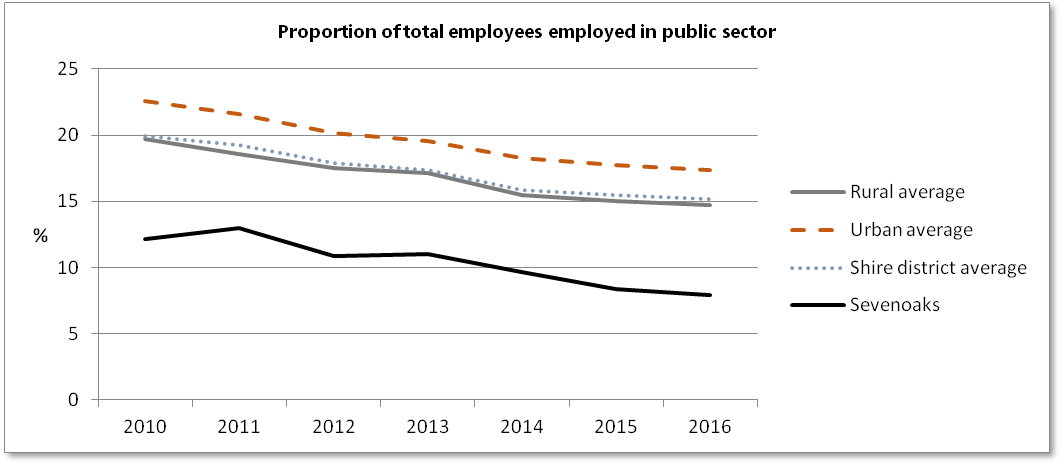 Proportion of total employees employed in public sector
25
20
15
10
5
0
%
2010 2011 2012 2013 2014 2015 2016
Rural average
Urban average
Shire district average
Sevenoaks